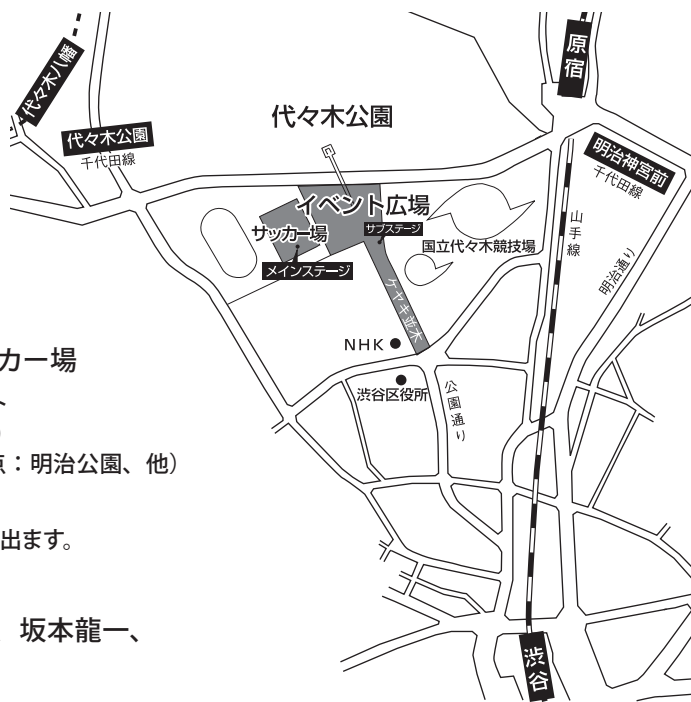 原宿
代々木八幡
代々木公園
代々木公園
千代田線
明治神宮前
千代田線
イベント広場
サッカー場
サブステージ
国立代々木競技場
メインステージ
山手線
明治通り
ケヤキ並木
NHK
渋谷区役所
公園通り
カー場
点：明治公園、他）
出ます。
坂本龍一、
渋谷